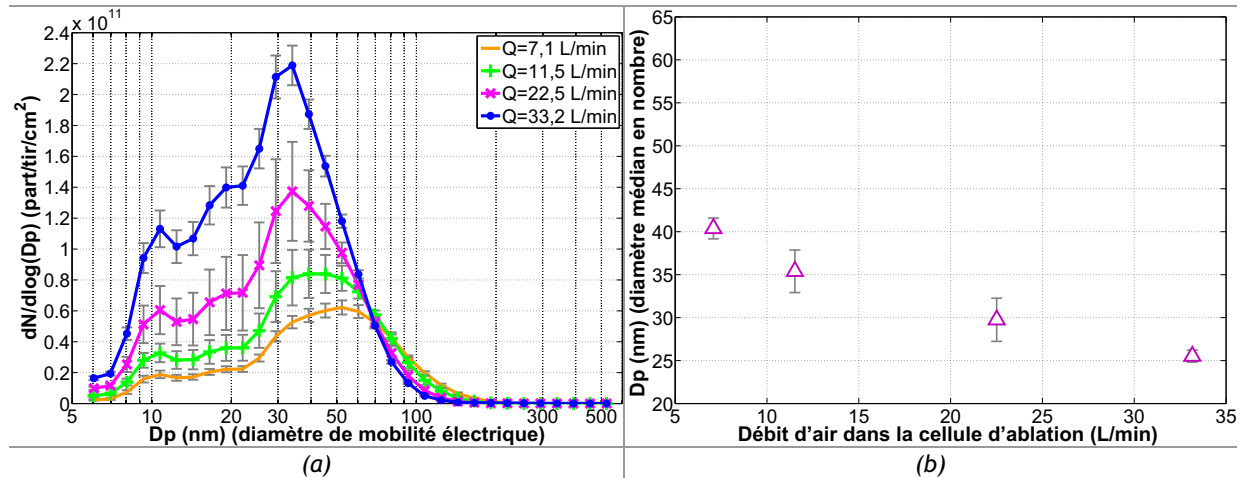 x 10^11
2.4
2.2
2
1.8
1.6
1.4
1.2
1
0.8
0.6
0.4
0.2
0
dN/dlog(Dp) (part/tir/cm²)
Q=7,1 L/min
Q=11,5 L/min
Q=22,5 L/min
Q=33,2 L/min
10 20 30 50 100 300 500
Dp (nm) (diamètre de mobilité électrique)
(a)
65
60
55
50
45
40
35
30
25
20
Dp (nm) (diamètre médian en nombre)
5 10 15 20 25 30 35
Débit d'air dans la cellule d'ablation (L/min)
(b)